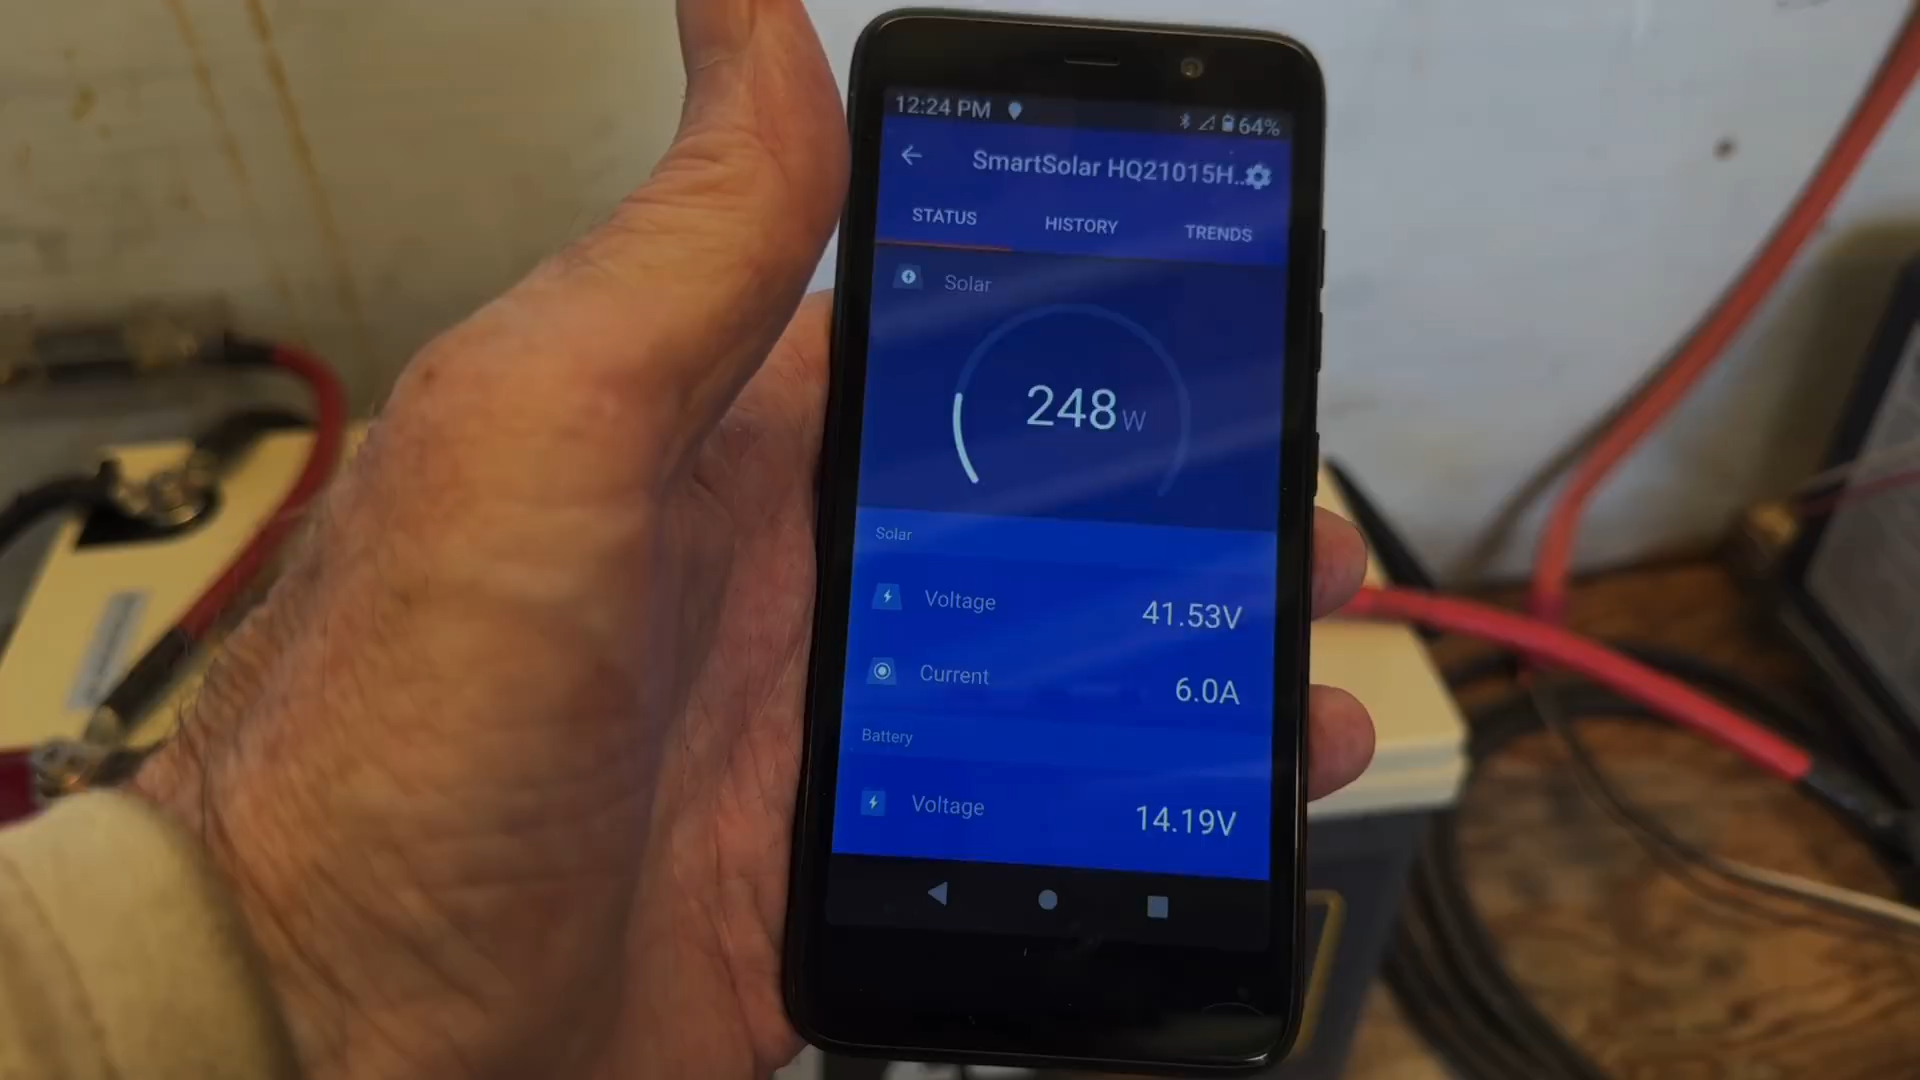 12:24 PM 64%
SmartSolar HQ21015H...
STATUS HISTORY TRENDS
Solar
248W
Solar
Voltage 41.53V
Current 6.0A
Battery
Voltage 14.19V